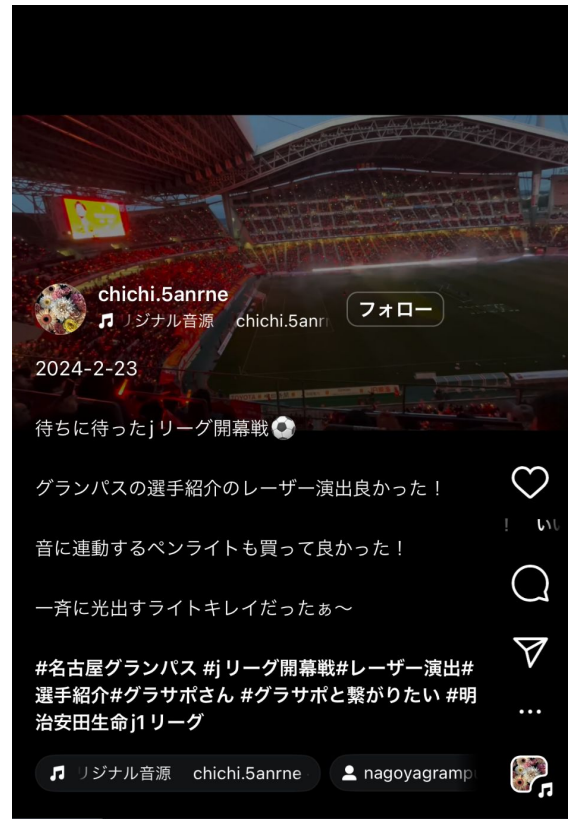 chichi.5anrne
リジナル音源 chichi.5anr
フォロー
2024-2-23
待ちに待ったjリーグ開幕戦⚽
グランパスの選手紹介のレーザー演出良かった！
音に連動するペンライトも買って良かった！
一斉に光出すライトキレイだったぁ〜
！ いい
#名古屋グランパス #jリーグ開幕戦#レーザー演出#
選手紹介#グラサポさん #グラサポと繋がりたい #明
治安田生命j1リーグ
リジナル音源 chichi.5anrne
nagoyagramp